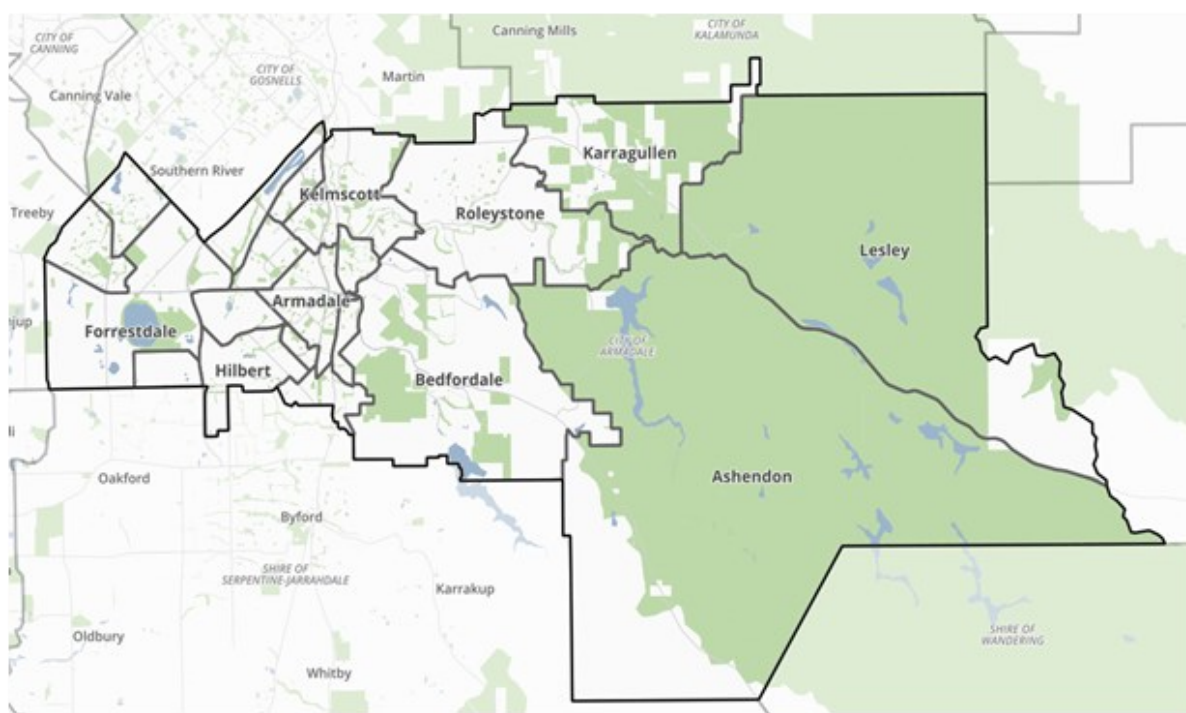 CITY OF
CANNING
Canning Mills
CITY OF
KALAMUNDA
CITY OF
GOSNELLS
Martin
Canning Vale
Karragullen
Southern River
Kelmscott
Treeby
Roleystone
Lesley
Armadale
Forrestdale
CITY OF
ARMADALE
Hilbert
Bedfordale
Oakford
Ashendon
Byford
SHIRE OF
SERPENTINE-JARRAHDALE
Karrakup
Oldbury
SHIRE OF
WANDERING
Whitby